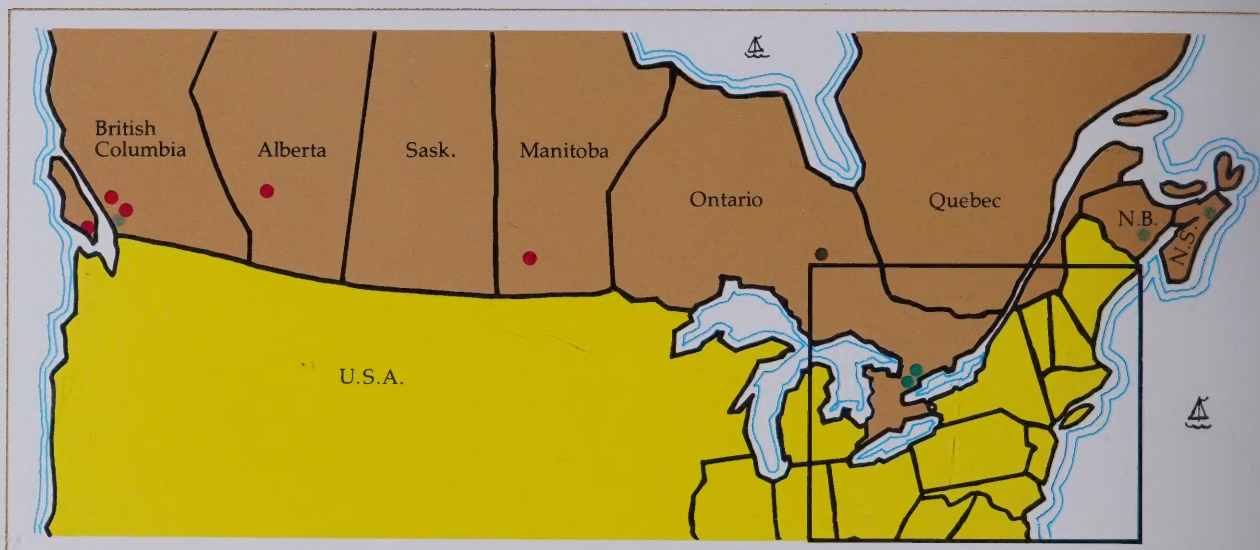 British
Columbia
Alberta
Sask.
Manitoba
Ontario
Quebec
N.B.
N.S.
U.S.A.